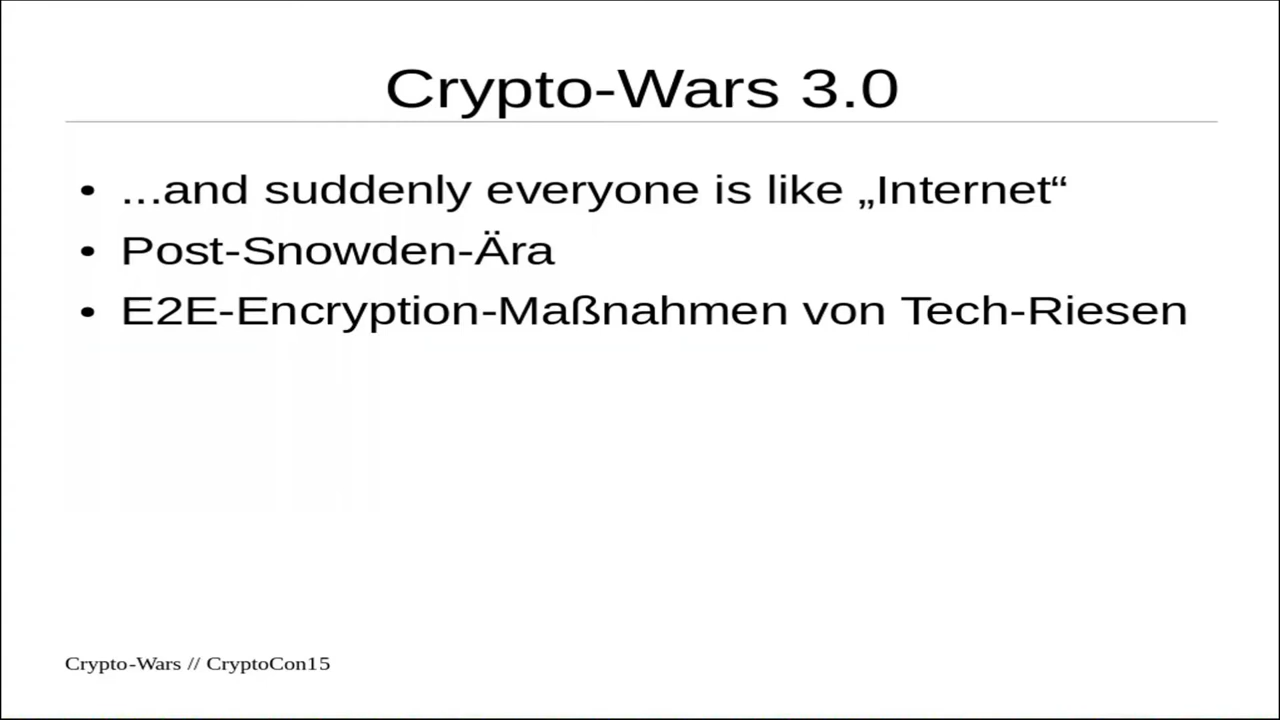 Crypto-Wars 3.0
• ...and suddenly everyone is like „Internet“
• Post-Snowden-Ära
• E2E-Encryption-Maßnahmen von Tech-Riesen
Crypto-Wars // CryptoCon15